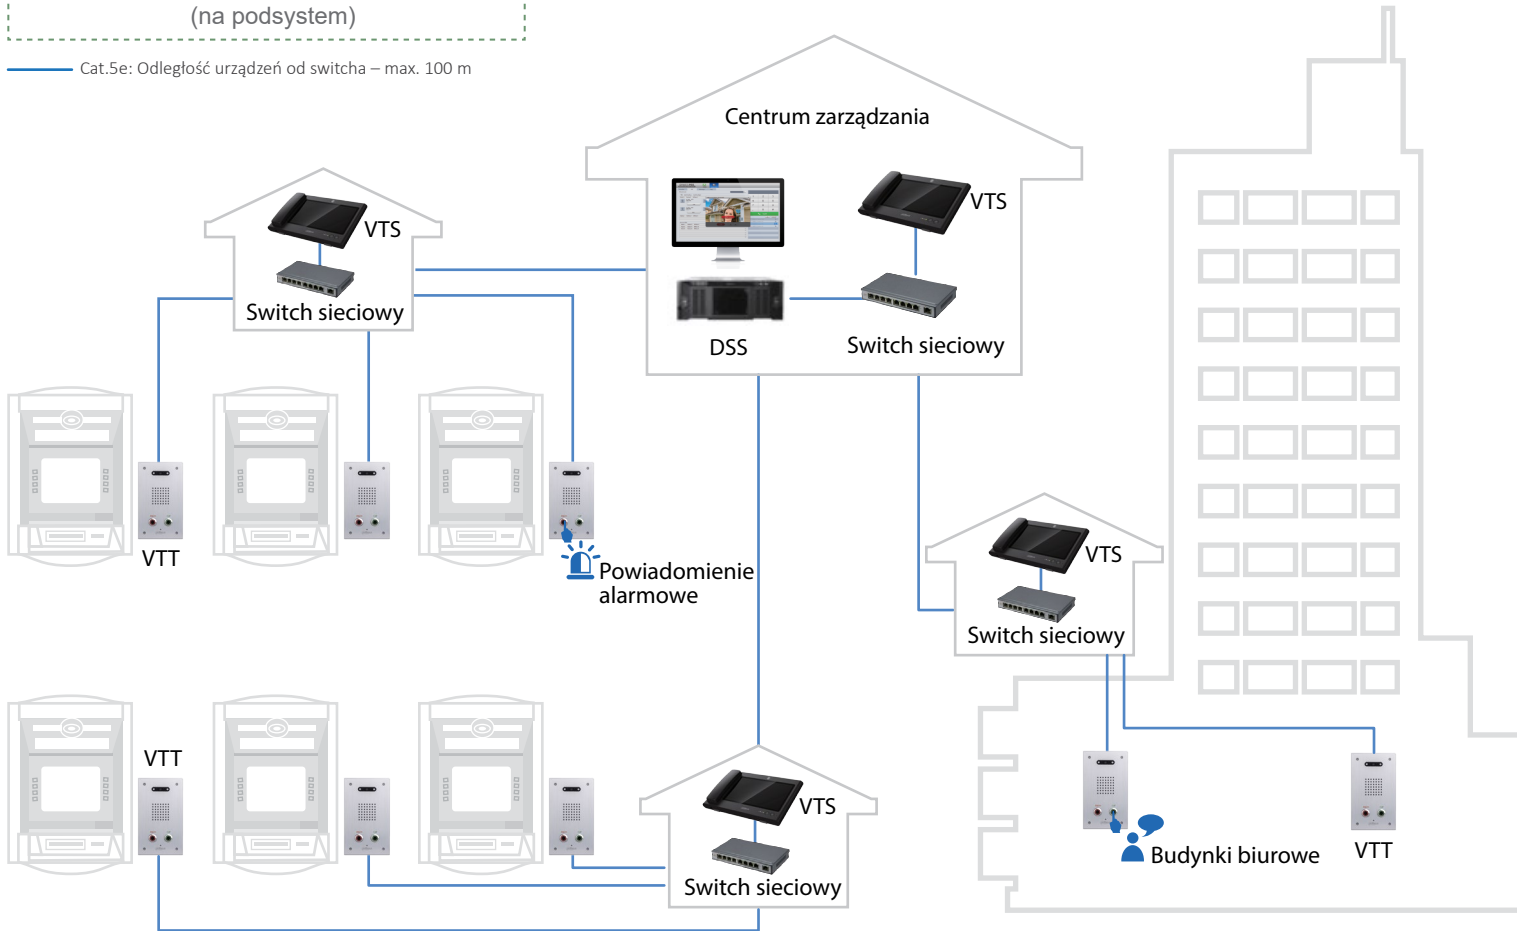 (na podsystem)
Cat.5e: Odległość urządzeń od switcha – max. 100 m
Centrum zarządzania
VTS
VTS
Switch sieciowy
DSS
Switch sieciowy
VTT
Powiadomienie
alarmowe
VTS
Switch sieciowy
VTT
VTS
Switch sieciowy
Budynki biurowe
VTT